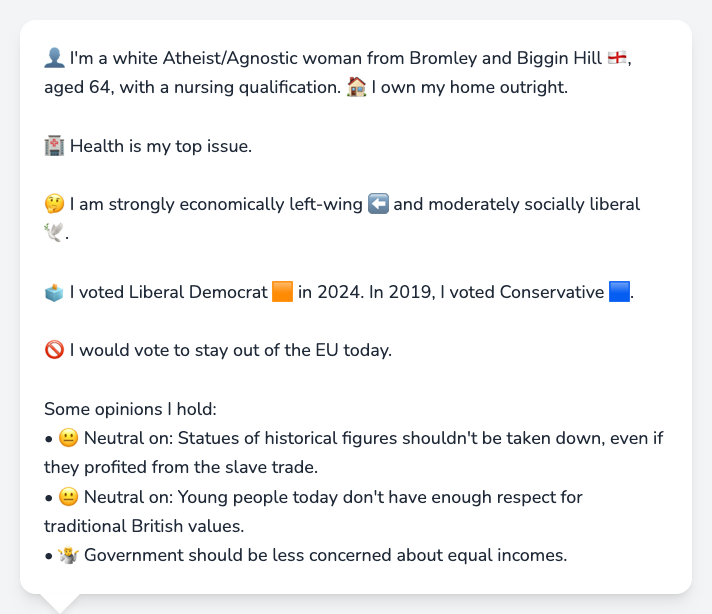 👤 I'm a white Atheist/Agnostic woman from Bromley and Biggin Hill 🏴󠁧󠁢󠁥󠁮󠁧󠁿,
aged 64, with a nursing qualification. 🏠 I own my home outright.
🏥 Health is my top issue.
🤔 I am strongly economically left-wing ⬅️ and moderately socially liberal
🕊️.
🗳️ I voted Liberal Democrat 🟧 in 2024. In 2019, I voted Conservative 🟦.
🚫 I would vote to stay out of the EU today.
Some opinions I hold:
• 😐 Neutral on: Statues of historical figures shouldn't be taken down, even if
they profited from the slave trade.
• 😐 Neutral on: Young people today don't have enough respect for
traditional British values.
• 🤷 Government should be less concerned about equal incomes.